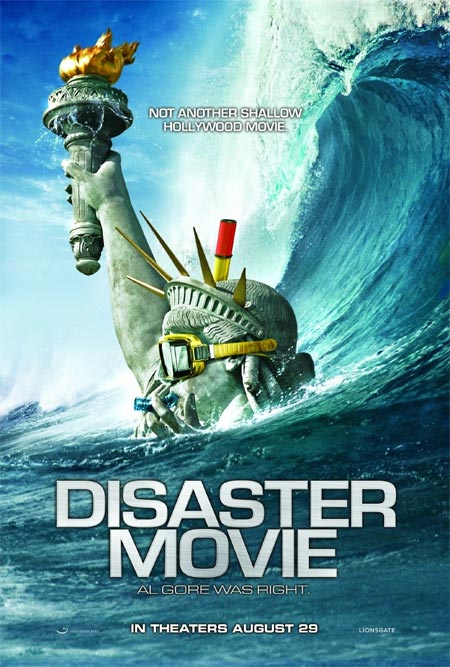 NOT ANOTHER SHALLOW
HOLLYWOOD MOVIE.
DISASTER
MOVIE
AL GORE WAS RIGHT.
IN THEATERS AUGUST 29
LIONSGATE